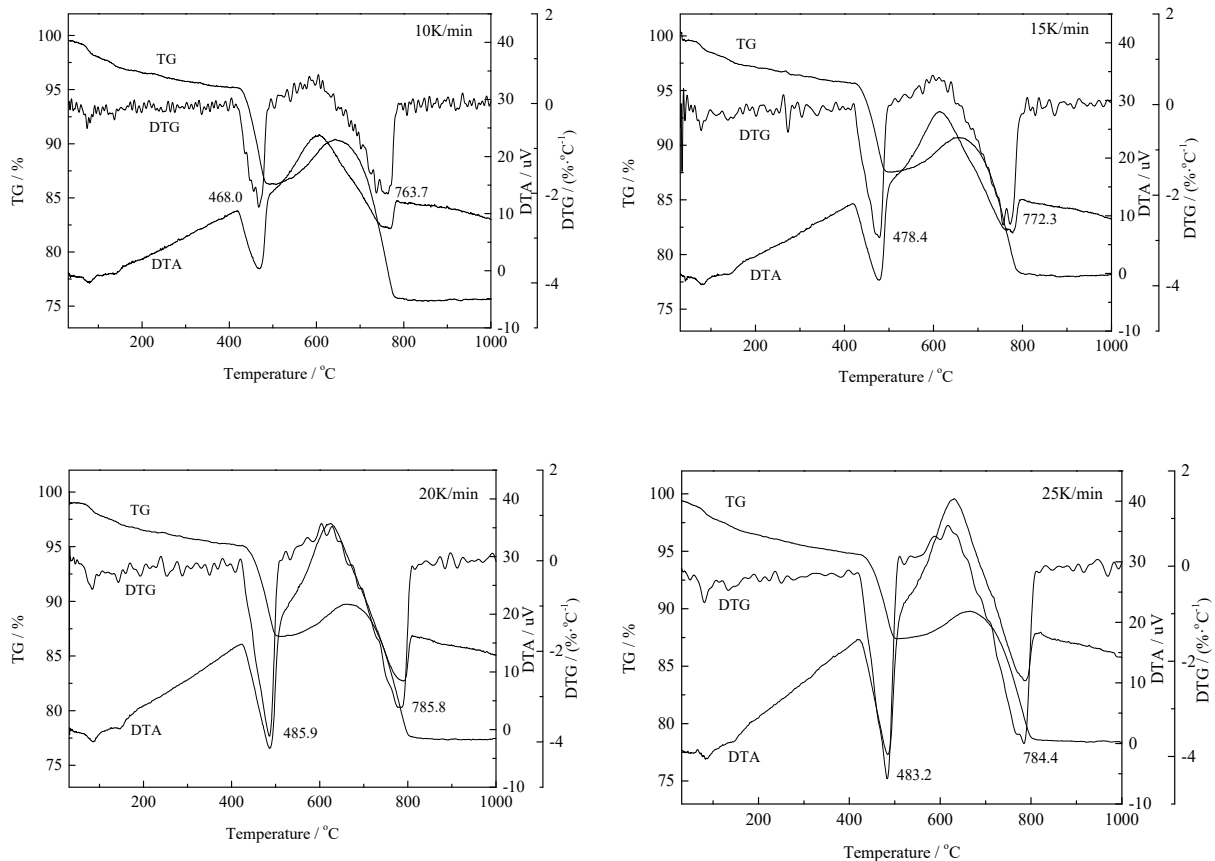 10K/min
TG
DTG
DTA
468.0
763.7
100
95
90
85
80
75
TG / %
40
30
20
10
0
-10
DTA / uV
2
0
-2
-4
DTG / (%·°C⁻¹)
200 400 600 800 1000
Temperature / °C
15K/min
TG
DTG
DTA
478.4
772.3
100
95
90
85
80
75
TG / %
40
30
20
10
0
-10
DTA / uV
2
0
-2
-4
DTG / (%·°C⁻¹)
200 400 600 800 1000
Temperature / °C
20K/min
TG
DTG
DTA
485.9
785.8
100
95
90
85
80
75
TG / %
40
30
20
10
0
-10
DTA / uV
2
0
-2
-4
DTG / (%·°C⁻¹)
200 400 600 800 1000
Temperature / °C
25K/min
TG
DTG
DTA
483.2
784.4
100
95
90
85
80
75
TG / %
40
30
20
10
0
-10
DTA / uV
2
0
-2
-4
DTG / (%·°C⁻¹)
200 400 600 800 1000
Temperature / °C